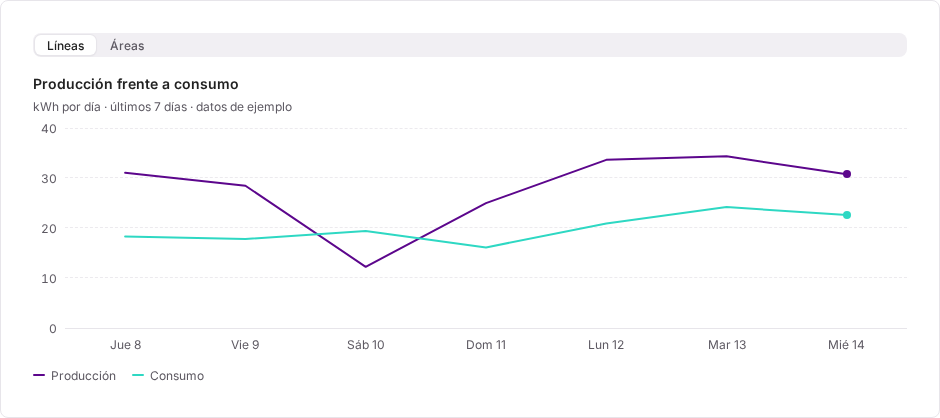 Líneas Áreas
Producción frente a consumo
kWh por día · últimos 7 días · datos de ejemplo
40
30
20
10
0
Jue 8 Vie 9 Sáb 10 Dom 11 Lun 12 Mar 13 Mié 14
Producción Consumo